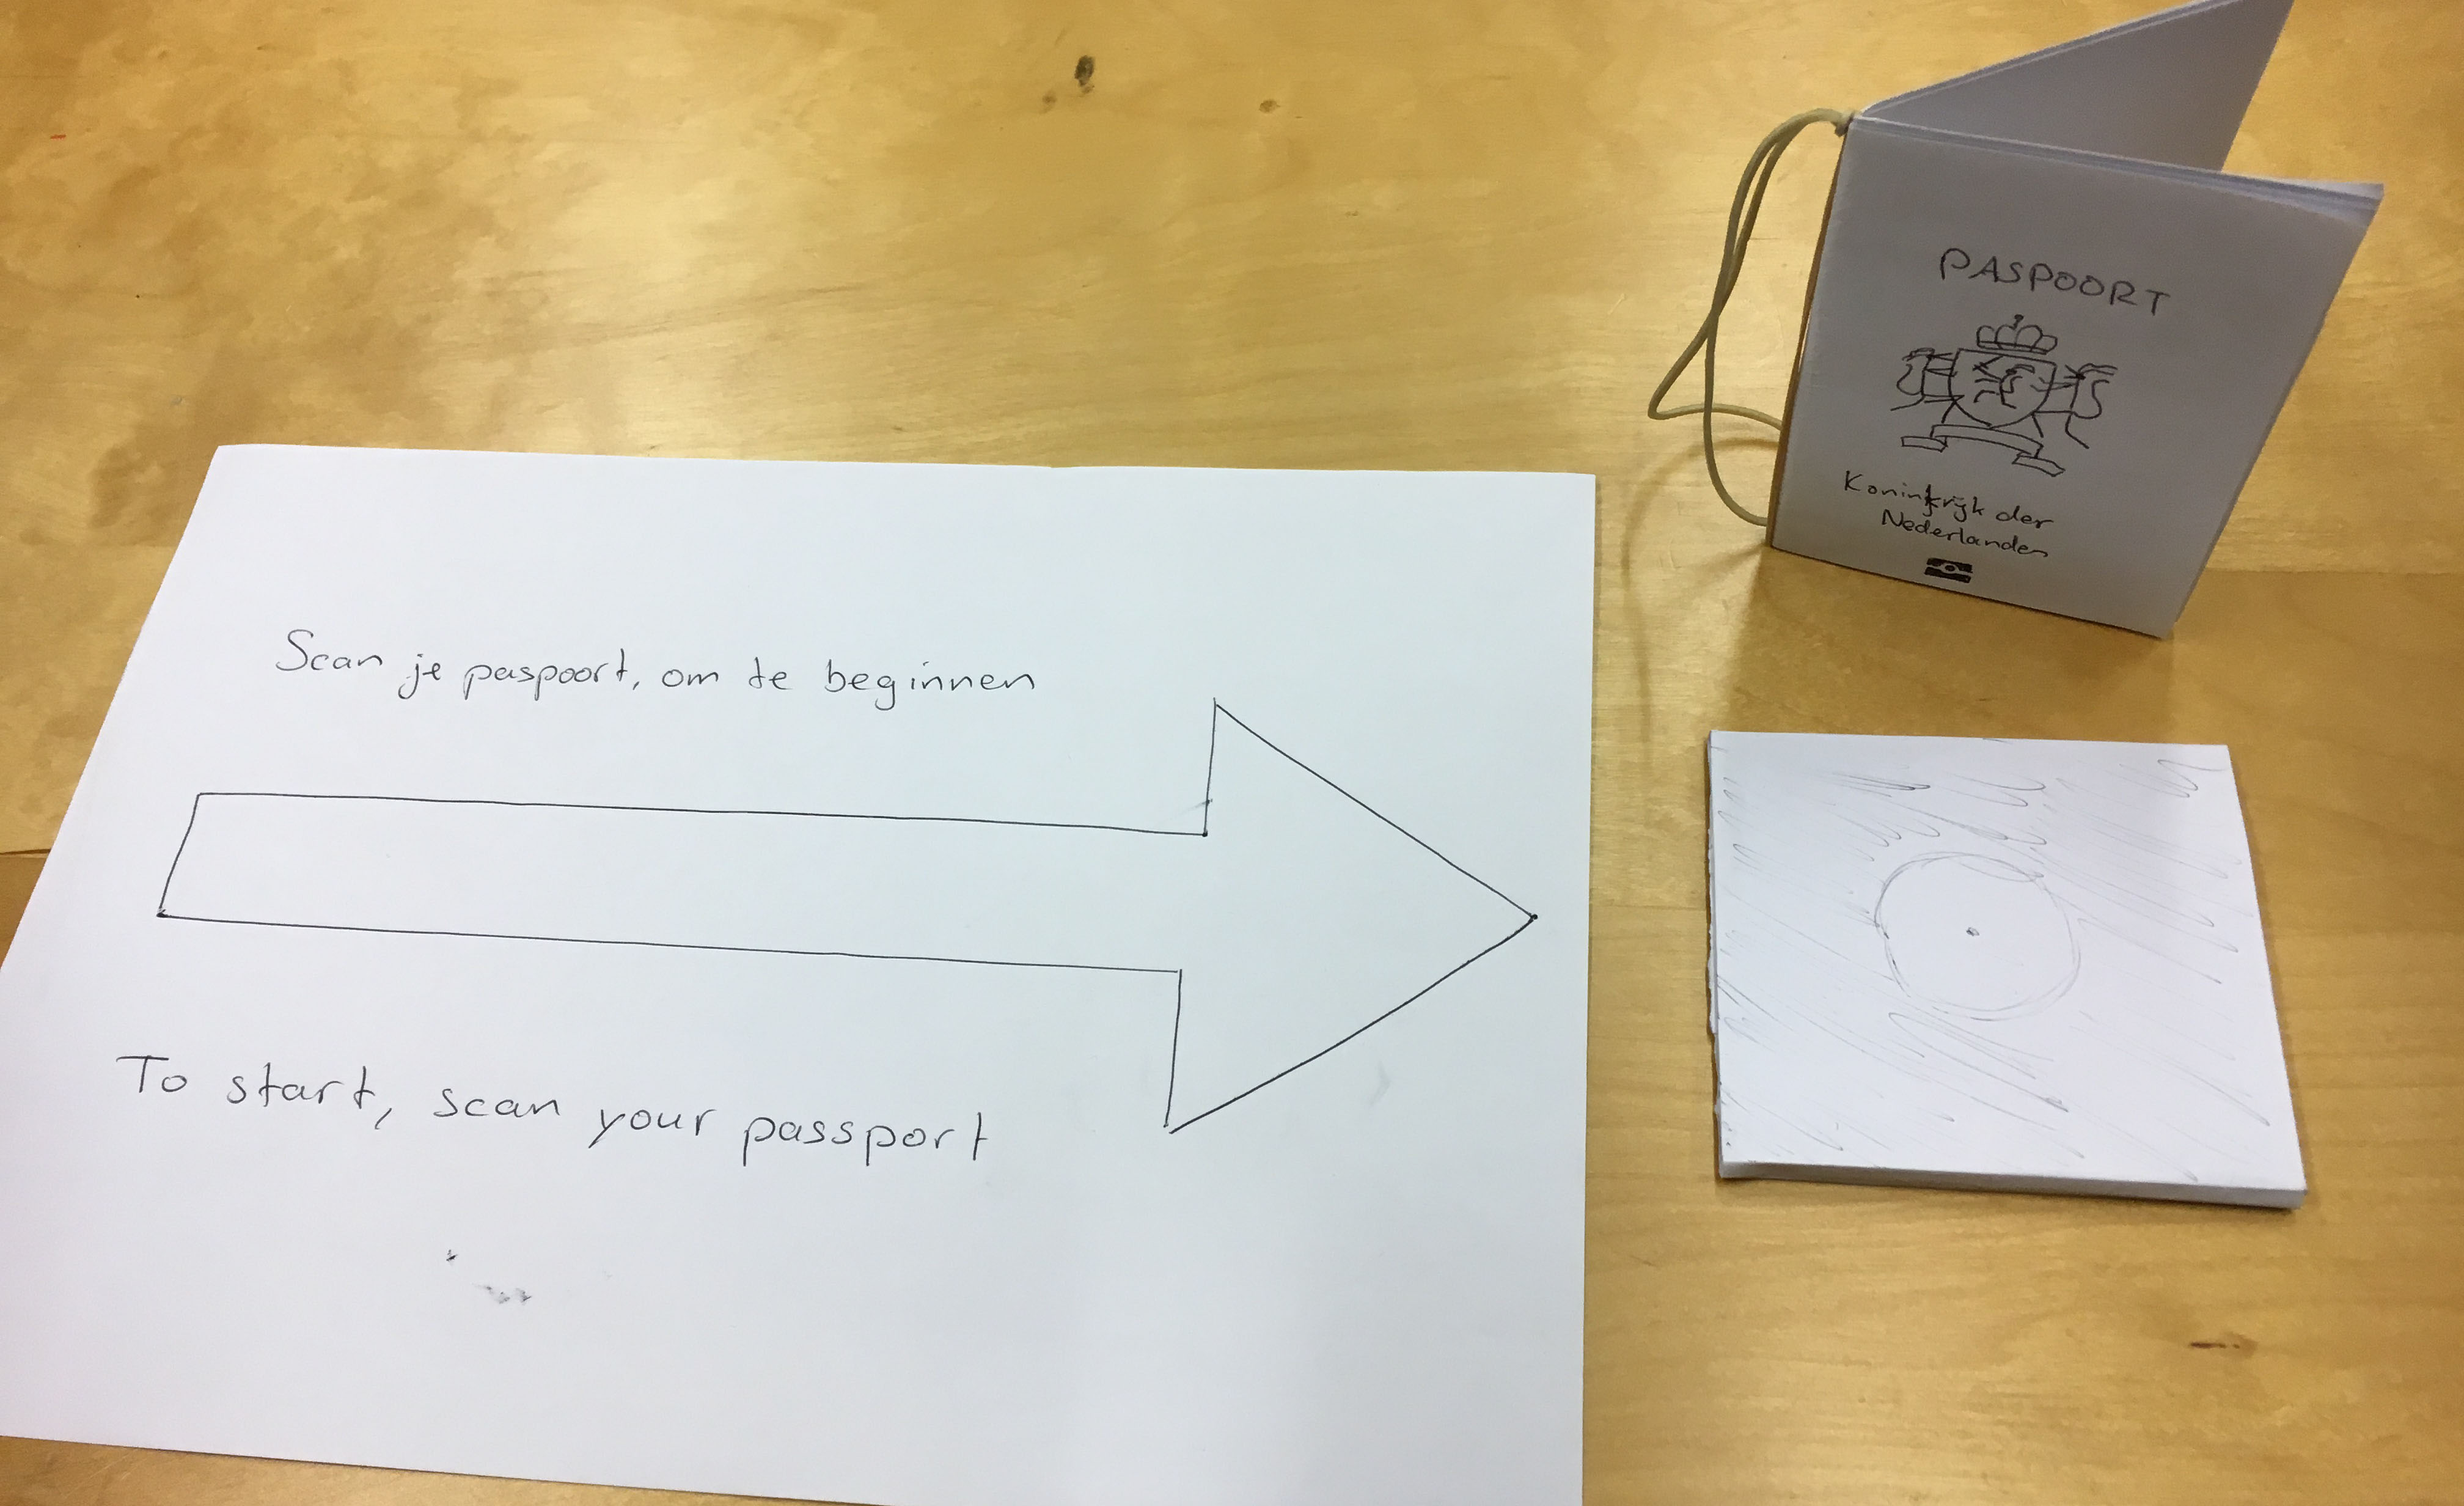 Scan je paspoort, om te beginnen
To start, scan your passport
PASPOORT
Koninkrijk der
Nederlanden